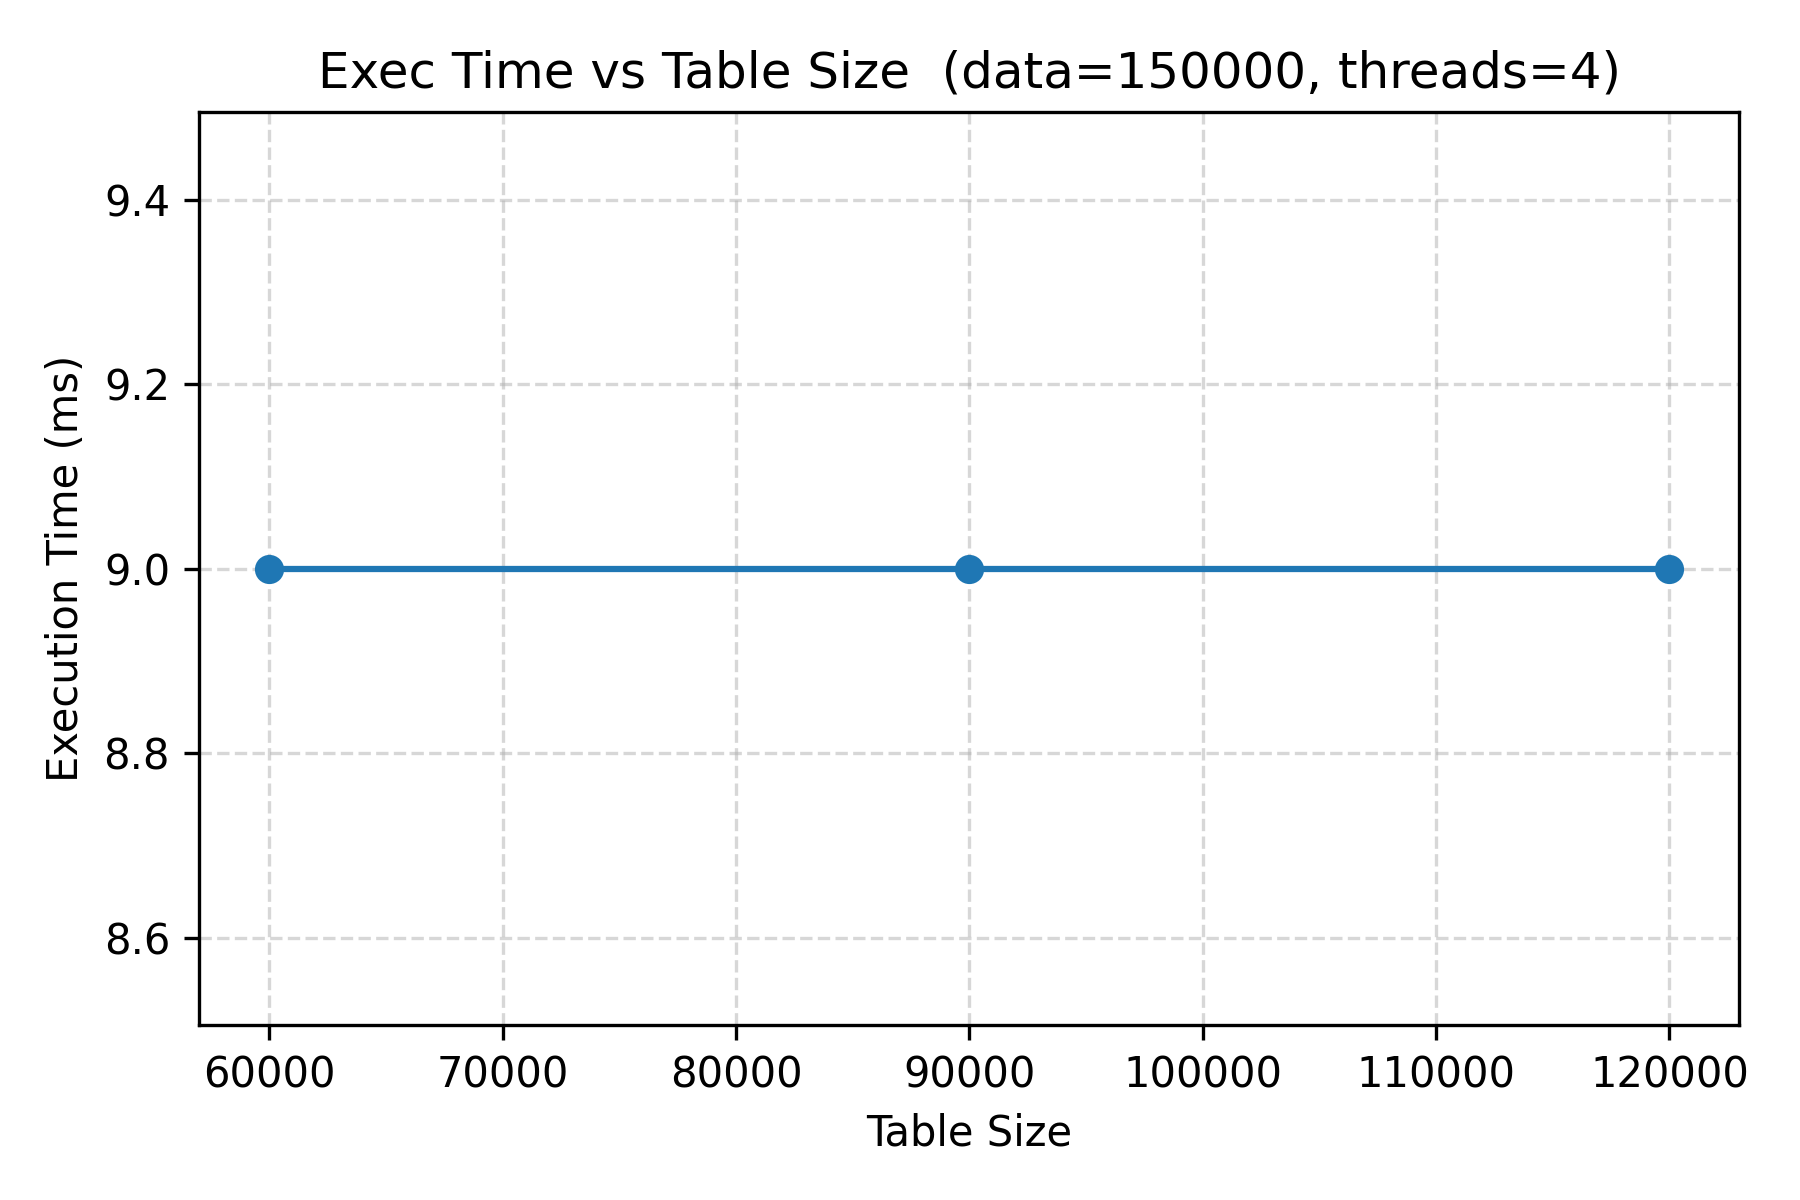 Exec Time vs Table Size  (data=150000, threads=4)
Execution Time (ms)
9.4
9.2
9.0
8.8
8.6
60000 70000 80000 90000 100000 110000 120000
Table Size